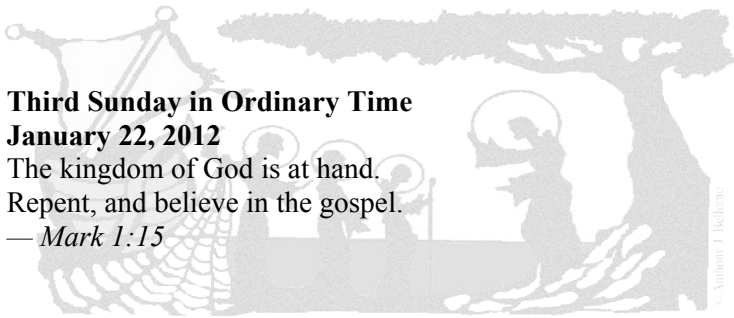 Third Sunday in Ordinary Time
January 22, 2012
The kingdom of God is at hand.
Repent, and believe in the gospel.
— Mark 1:15
© Anthony J. Bellomo